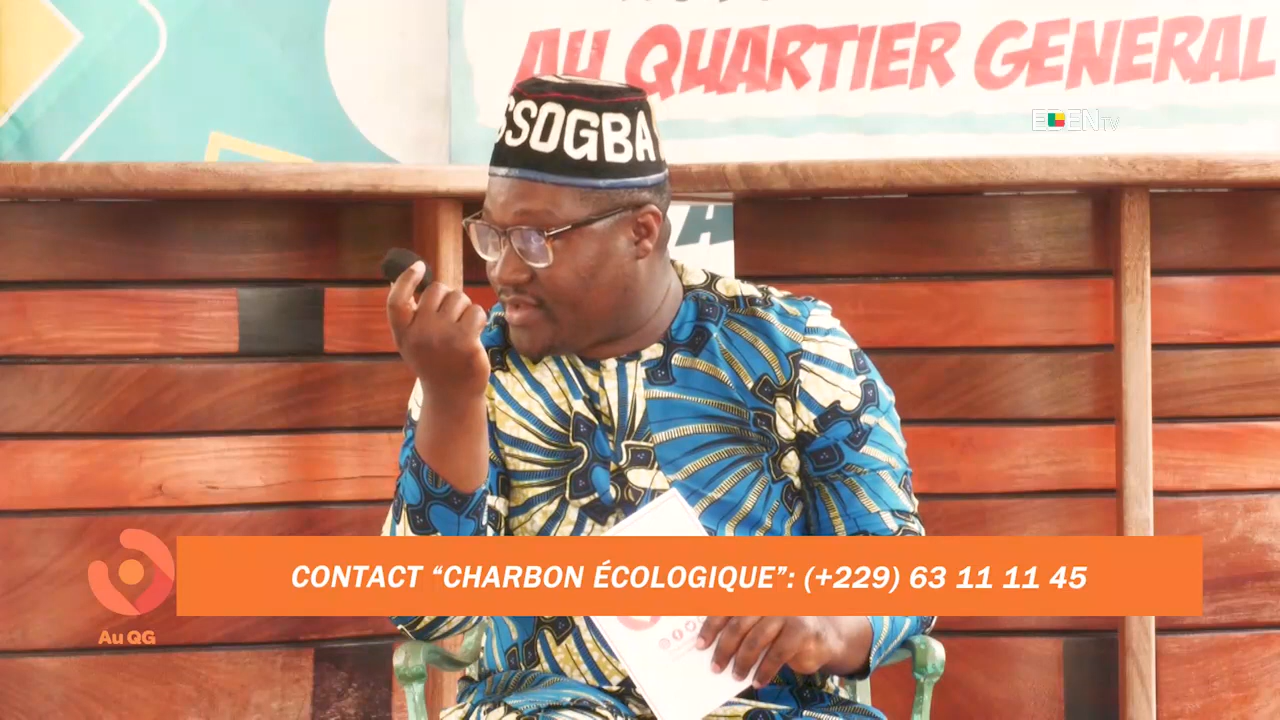 AU QUARTIER GENERAL
EDEN TV
SSOGBA
CONTACT “CHARBON ÉCOLOGIQUE”: (+229) 63 11 11 45
Au QG